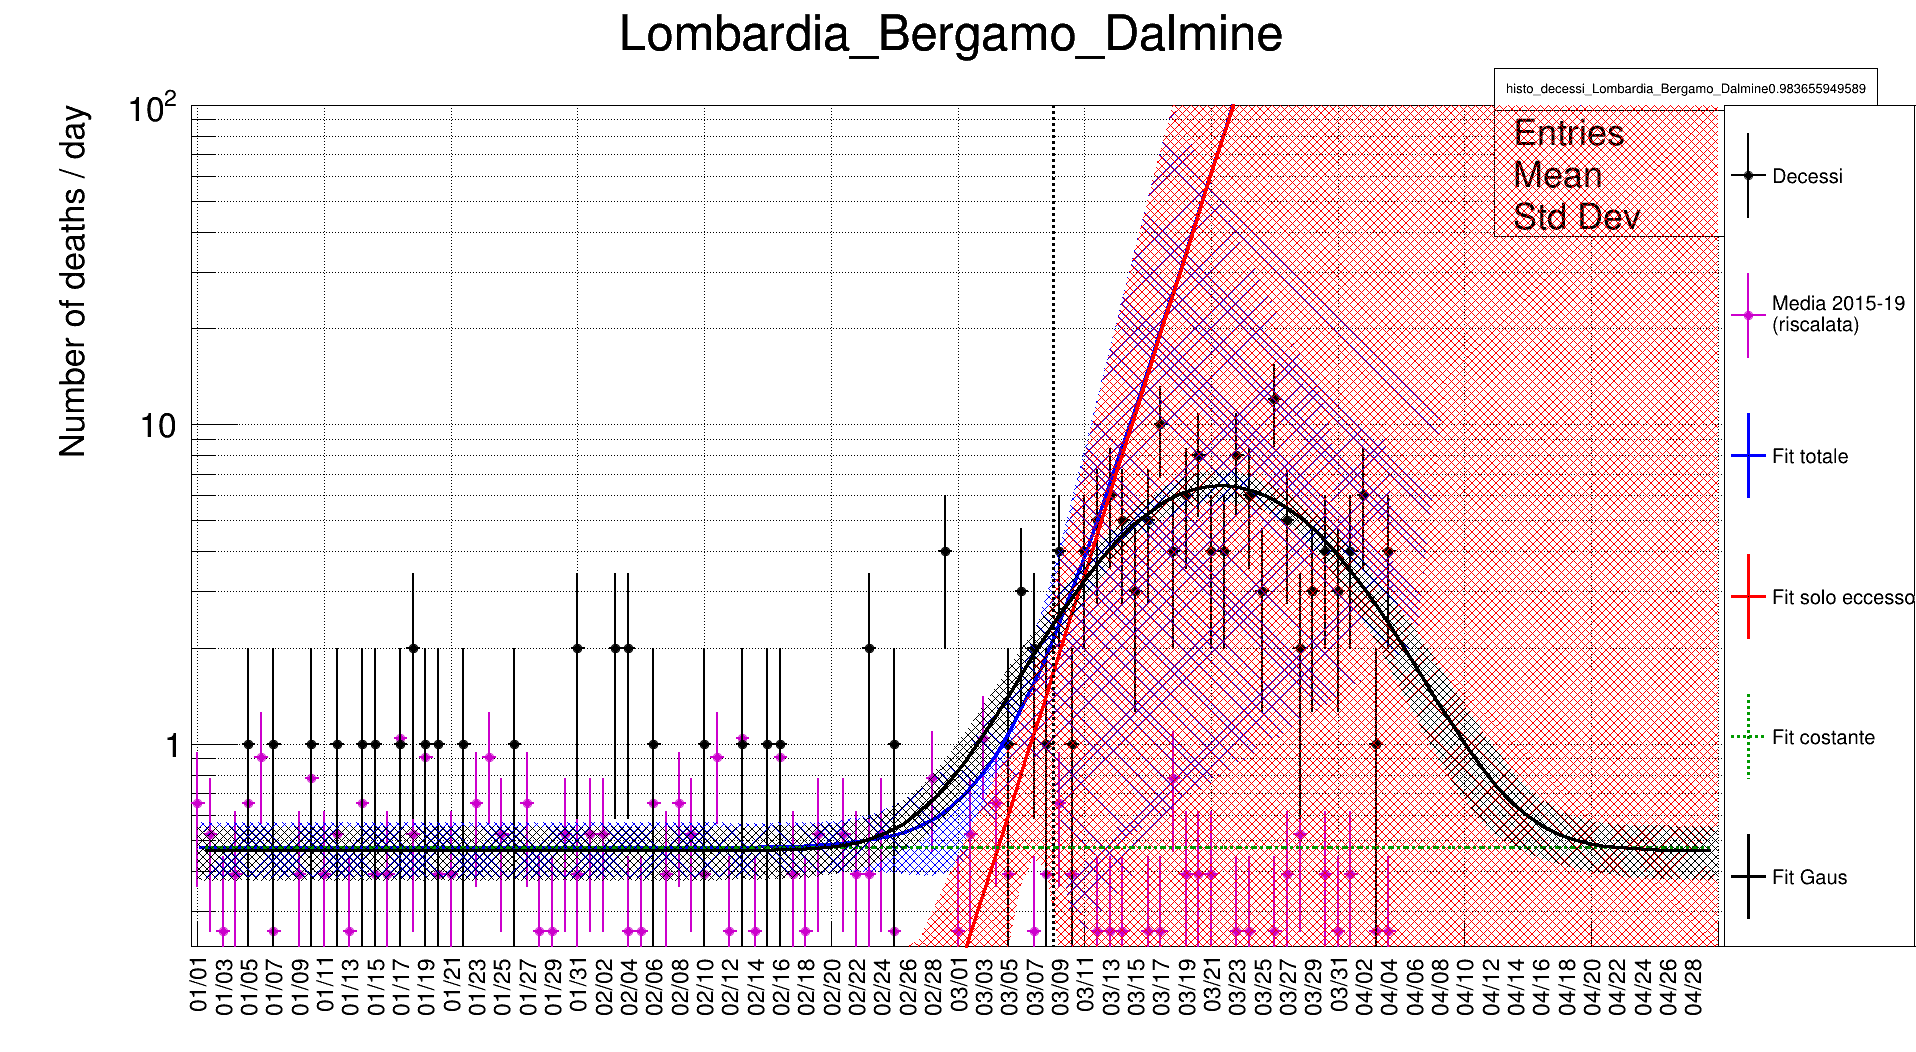 Lombardia_Bergamo_Dalmine
histo_decessi_Lombardia_Bergamo_Dalmine0.983655949589
Entries
Mean
Std Dev
Number of deaths / day
10²
10
1
Decessi
Media 2015-19
(riscalata)
Fit totale
Fit solo eccesso
Fit costante
Fit Gaus
01/01 01/03 01/05 01/07 01/09 01/11 01/13 01/15 01/17 01/19 01/21 01/23 01/25 01/27 01/29 01/31 02/02 02/04 02/06 02/08 02/10 02/12 02/14 02/16 02/18 02/20 02/22 02/24 02/26 02/28 03/01 03/03 03/05 03/07 03/09 03/11 03/13 03/15 03/17 03/19 03/21 03/23 03/25 03/27 03/29 03/31 04/02 04/04 04/06 04/08 04/10 04/12 04/14 04/16 04/18 04/20 04/22 04/24 04/26 04/28